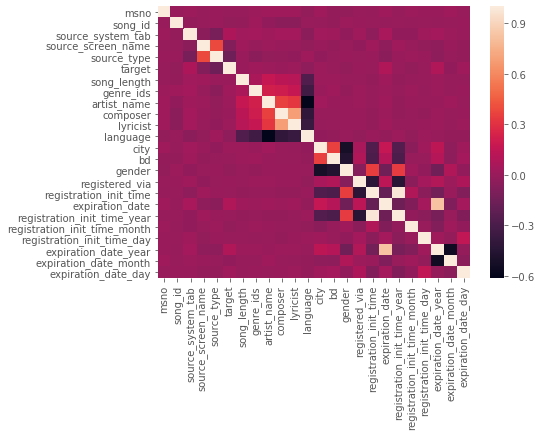 msno
song_id
source_system_tab
source_screen_name
source_type
target
song_length
genre_ids
artist_name
composer
lyricist
language
city
bd
gender
registered_via
registration_init_time
expiration_date
registration_init_time_year
registration_init_time_month
registration_init_time_day
expiration_date_year
expiration_date_month
expiration_date_day
msno
song_id
source_system_tab
source_screen_name
source_type
target
song_length
genre_ids
artist_name
composer
lyricist
language
city
bd
gender
registered_via
registration_init_time
expiration_date
registration_init_time_year
registration_init_time_month
registration_init_time_day
expiration_date_year
expiration_date_month
expiration_date_day
0.9
0.6
0.3
0.0
−0.3
−0.6